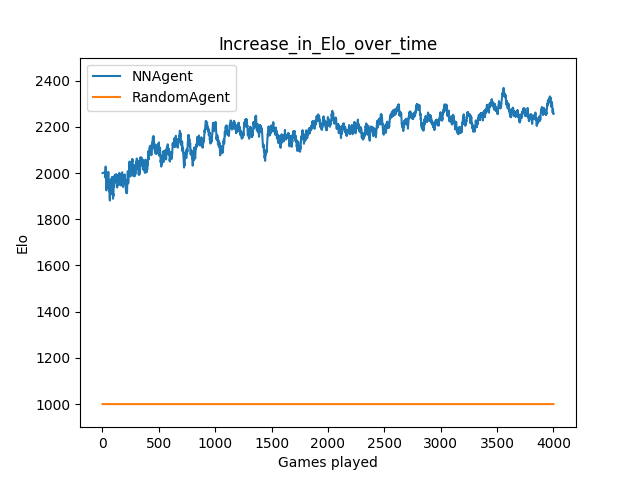 Increase_in_Elo_over_time
NNAgent
RandomAgent
2400
2200
2000
1800
1600
1400
1200
1000
Elo
0 500 1000 1500 2000 2500 3000 3500 4000
Games played